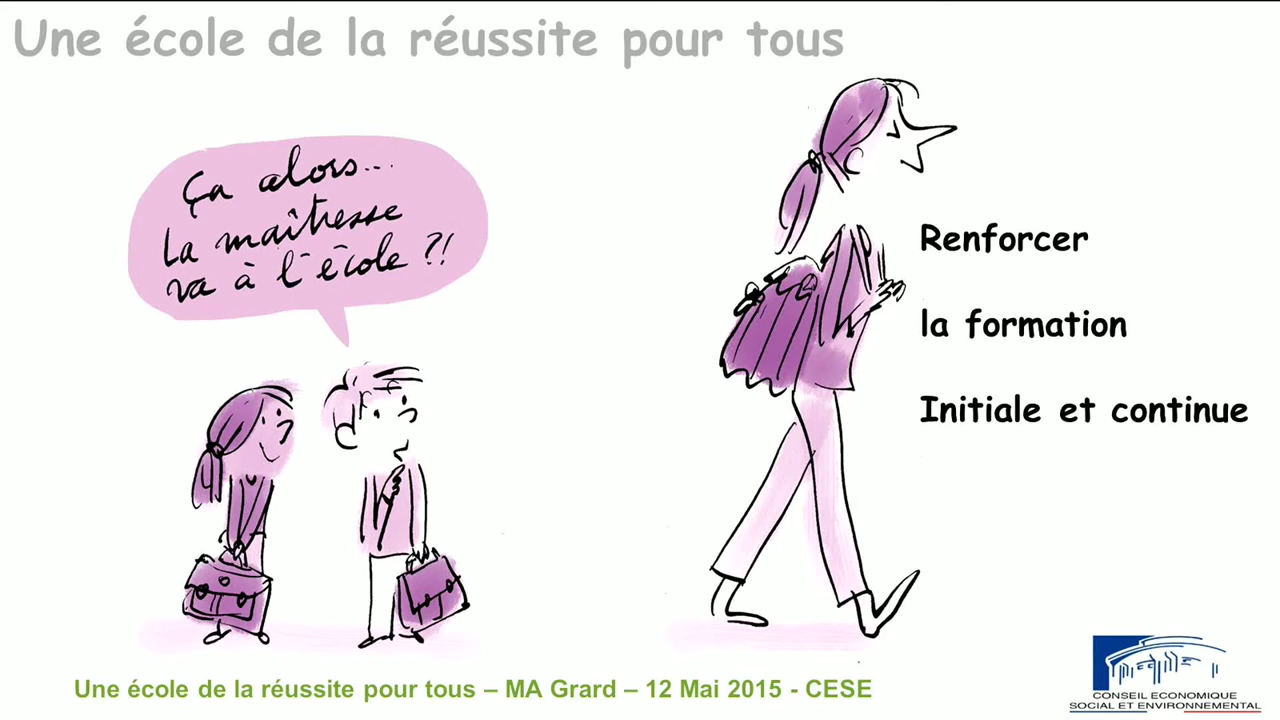 Une école de la réussite pour tous
Ça alors...
La maîtresse
va à l'école ?!
Renforcer
la formation
Initiale et continue
Une école de la réussite pour tous – MA Grard – 12 Mai 2015 - CESE
CONSEIL ECONOMIQUE
SOCIAL ET ENVIRONNEMENTAL